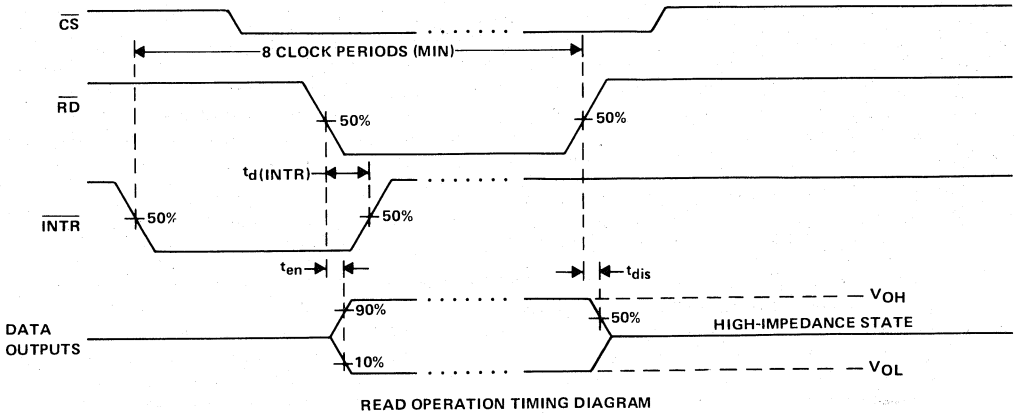 CS
8 CLOCK PERIODS (MIN)
RD
50%
50%
td(INTR)
INTR
50%
50%
ten
tdis
VOH
90%
50%
HIGH-IMPEDANCE STATE
DATA
OUTPUTS
10%
VOL
READ OPERATION TIMING DIAGRAM